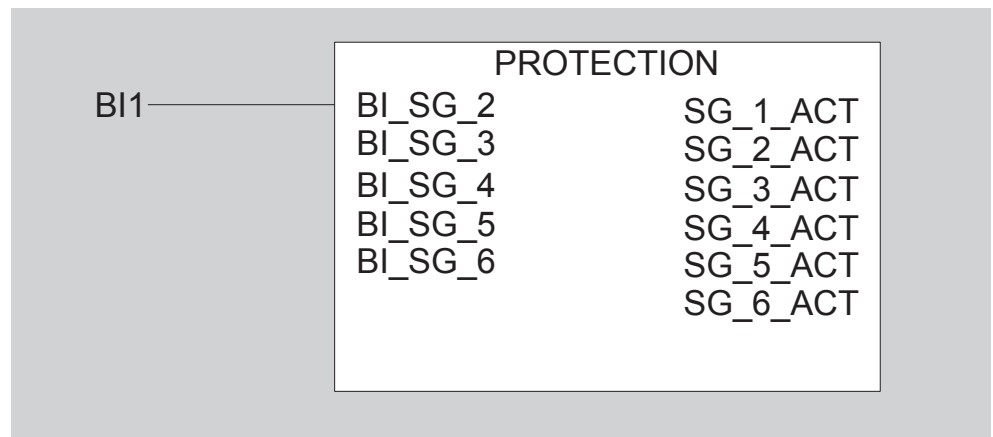 PROTECTION
BI1
BI_SG_2
BI_SG_3
BI_SG_4
BI_SG_5
BI_SG_6
SG_1_ACT
SG_2_ACT
SG_3_ACT
SG_4_ACT
SG_5_ACT
SG_6_ACT